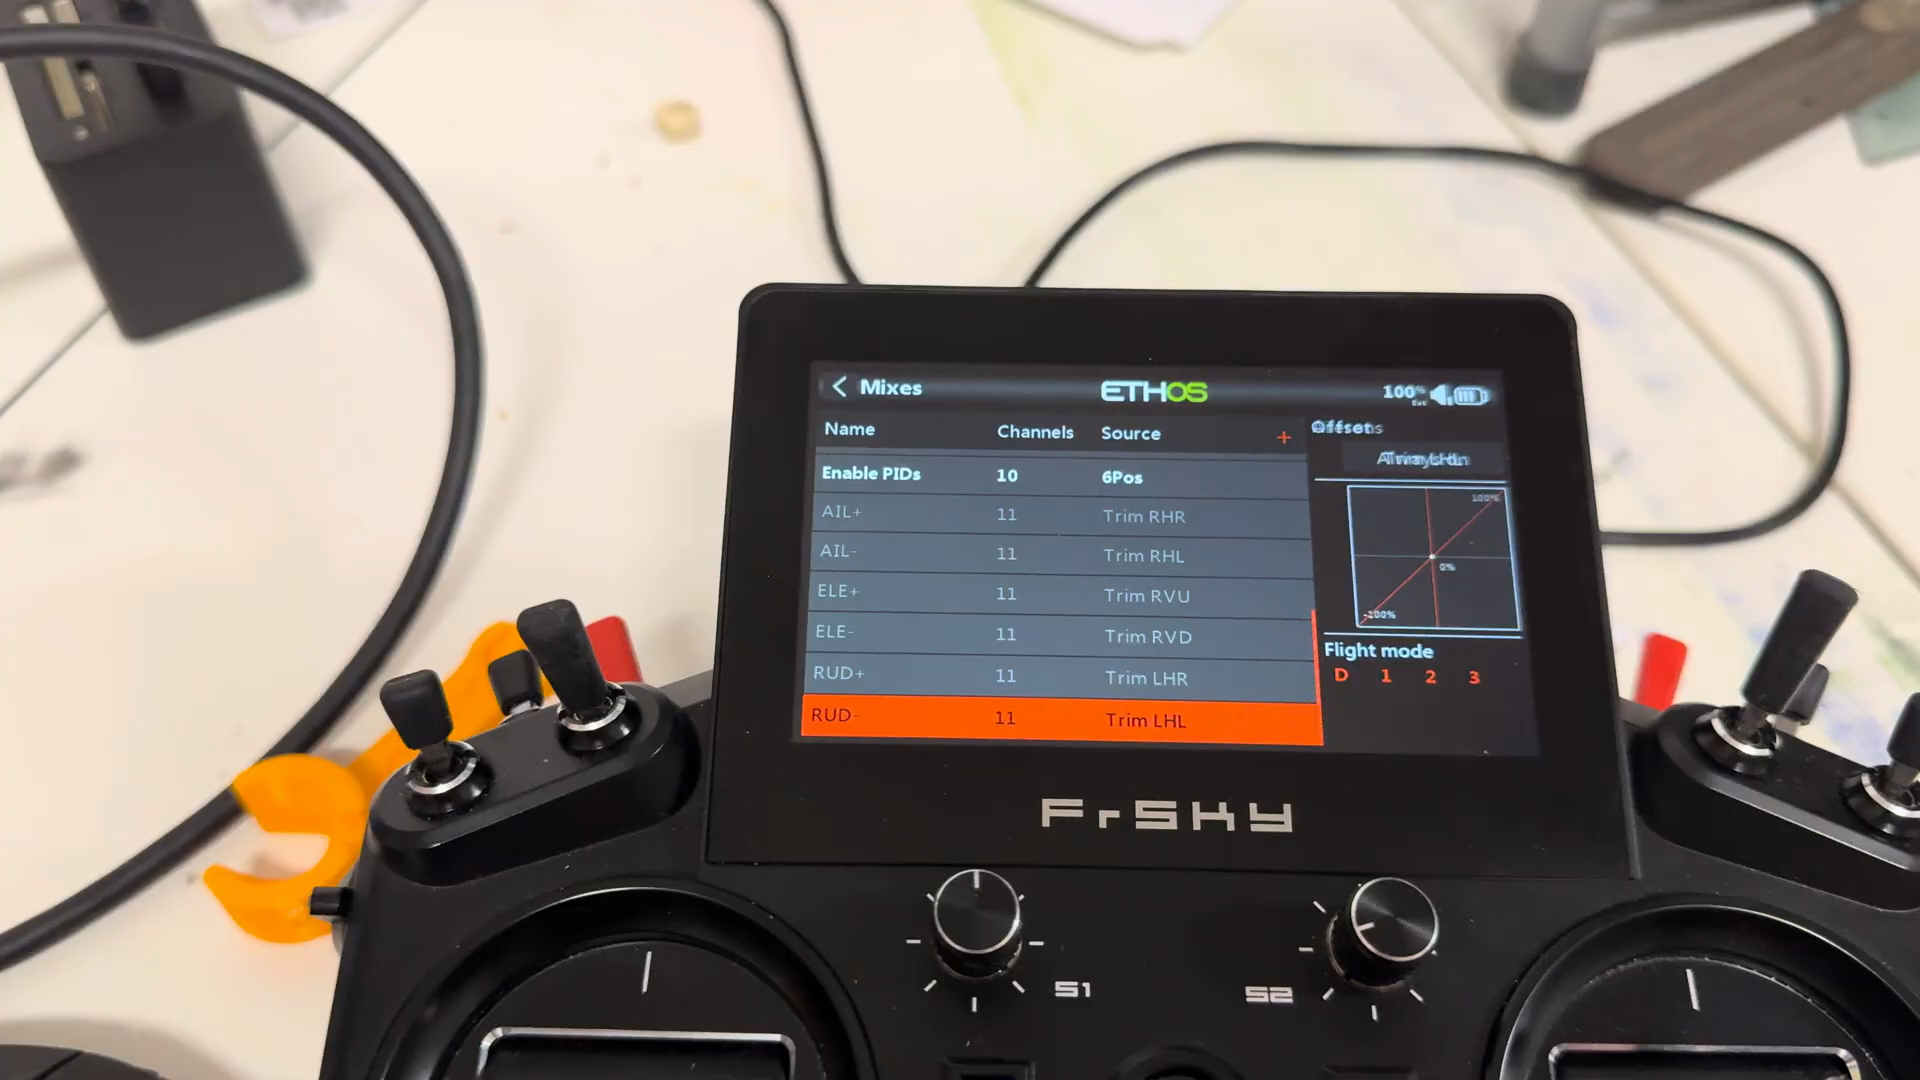 Mixes
ETHOS
100%
Name Channels Source +
Enable PIDs 10 6Pos
AIL+ 11 Trim RHR
AIL- 11 Trim RHL
ELE+ 11 Trim RVU
ELE- 11 Trim RVD
RUD+ 11 Trim LHR
RUD- 11 Trim LHL
100%
0%
-100%
Flight mode
D 1 2 3
FrSKY
S1
S2